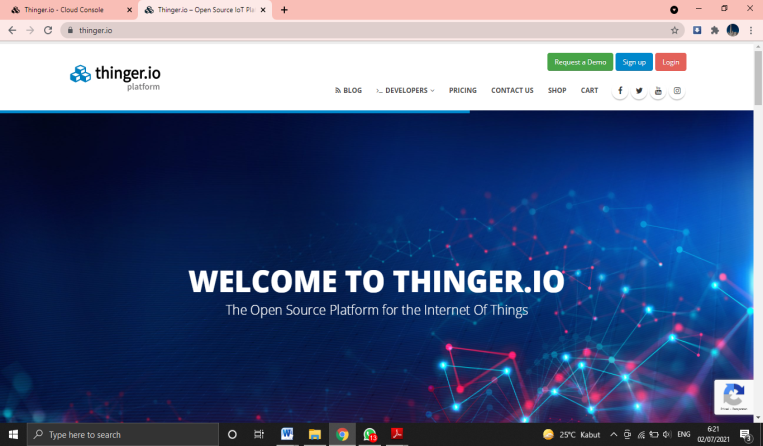 Thinger.io - Cloud Console
Thinger.io – Open Source IoT Pla
thinger.io
thinger.io
platform
Request a Demo
Sign up
Login
BLOG
DEVELOPERS
PRICING
CONTACT US
SHOP
CART
WELCOME TO THINGER.IO
The Open Source Platform for the Internet Of Things
Type here to search
13
25°C Kabut
ENG
6:21
02/07/2021
3